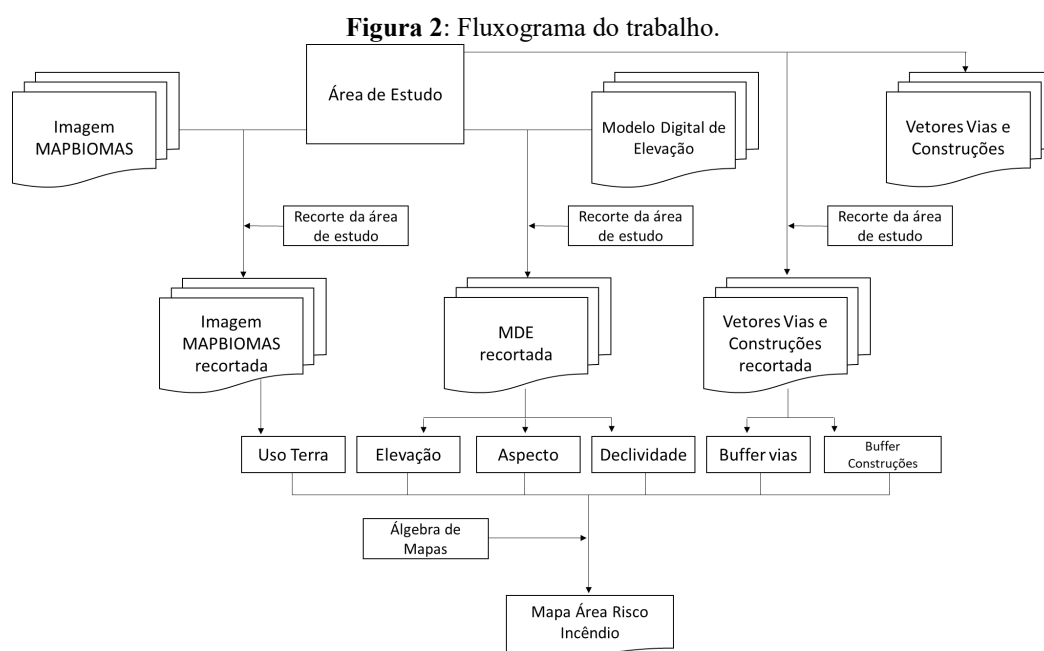 Figura 2: Fluxograma do trabalho.
Imagem
MAPBIOMAS
Área de Estudo
Modelo Digital de
Elevação
Vetores Vias e
Construções
Recorte da área
de estudo
Recorte da área
de estudo
Recorte da área
de estudo
Imagem
MAPBIOMAS
recortada
MDE
recortada
Vetores Vias e
Construções
recortada
Uso Terra
Elevação
Aspecto
Declividade
Buffer vias
Buffer
Construções
Álgebra de
Mapas
Mapa Área Risco
Incêndio